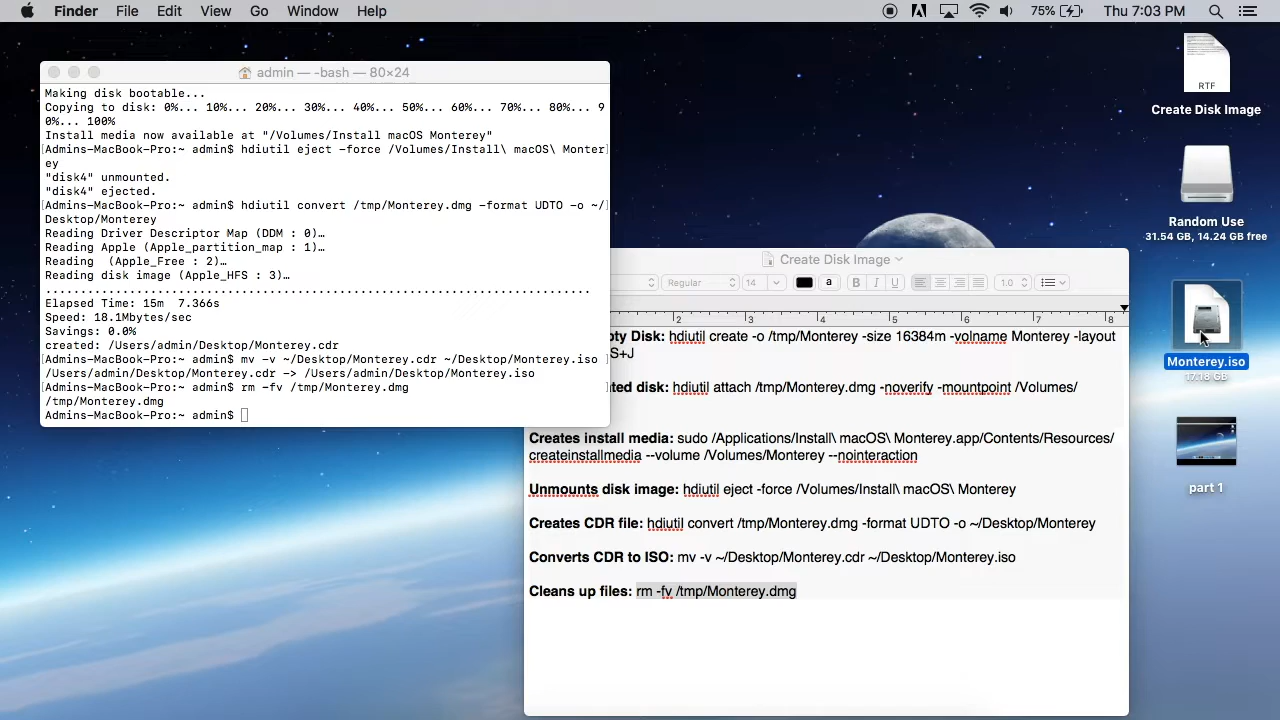 Finder File Edit View Go Window Help 75% Thu 7:03 PM
admin — -bash — 80×24
Making disk bootable...
Copying to disk: 0%... 10%... 20%... 30%... 40%... 50%... 60%... 70%... 80%... 9
0%... 100%
Install media now available at "/Volumes/Install macOS Monterey"
[Admins-MacBook-Pro:~ admin$ hdiutil eject -force /Volumes/Install\ macOS\ Monter]
ey
"disk4" unmounted.
"disk4" ejected.
[Admins-MacBook-Pro:~ admin$ hdiutil convert /tmp/Monterey.dmg -format UDTO -o ~/]
Desktop/Monterey
Reading Driver Descriptor Map (DDM : 0)…
Reading Apple (Apple_partition_map : 1)…
Reading  (Apple_Free : 2)…
Reading disk image (Apple_HFS : 3)…
...............................................................................
Elapsed Time: 15m  7.366s
Speed: 18.1Mbytes/sec
Savings: 0.0%
created: /Users/admin/Desktop/Monterey.cdr
[Admins-MacBook-Pro:~ admin$ mv -v ~/Desktop/Monterey.cdr ~/Desktop/Monterey.iso ]
/Users/admin/Desktop/Monterey.cdr -> /Users/admin/Desktop/Monterey.iso
[Admins-MacBook-Pro:~ admin$ rm -fv /tmp/Monterey.dmg ]
/tmp/Monterey.dmg
Admins-MacBook-Pro:~ admin$
Create Disk Image
Regular 14 a B I U 1.0
2 3 4 5 6 7 8
pty Disk: hdiutil create -o /tmp/Monterey -size 16384m -volname Monterey -layout
S+J
ted disk: hdiutil attach /tmp/Monterey.dmg -noverify -mountpoint /Volumes/
Creates install media: sudo /Applications/Install\ macOS\ Monterey.app/Contents/Resources/
createinstallmedia --volume /Volumes/Monterey --nointeraction
Unmounts disk image: hdiutil eject -force /Volumes/Install\ macOS\ Monterey
Creates CDR file: hdiutil convert /tmp/Monterey.dmg -format UDTO -o ~/Desktop/Monterey
Converts CDR to ISO: mv -v ~/Desktop/Monterey.cdr ~/Desktop/Monterey.iso
Cleans up files: rm -fv /tmp/Monterey.dmg
RTF
Create Disk Image
Random Use
31.54 GB, 14.24 GB free
Monterey.iso
17.18 GB
part 1